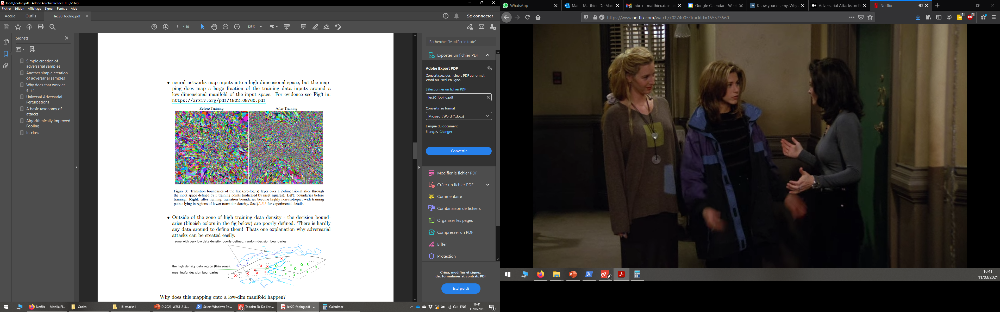 lec20_foolng.pdf - Adobe Acrobat Reader DC (32-bit)
Fichier Edition Affichage Signer Fenêtre Aide
Accueil Outils lec20_foolng.pdf × Se connecter
5 / 10 125%
Signets
Simple creation of
adversarial samples
Another simple creation
of adversarial samples
Why does that work at
all??
Universal Adversarial
Perturbations
A basic taxonomy of
attacks
Algorithmically Improved
Fooling
In-class
• neural networks map inputs into a high dimensional space, but the map-
ping does map a large fraction of the training data inputs around a
low-dimensional manifold of the input space. For evidence see Fig3 in:
https://arxiv.org/pdf/1802.08760.pdf
Before Training After Training
Figure 3: Transition boundaries of the last (pre-logits) layer over a 2-dimensional slice through
the input space defined by 3 training points (indicated by inset squares). Left: boundaries before
training. Right: after training, transition boundaries become highly non-isotropic, with training
points lying in regions of lower transition density. See §A.5.3 for experimental details.
• Outside of the zone of high training data density - the decision bound-
aries (blueish colors in the fig below) are poorly defined. There is hardly
any data around to define them! Thats one explanation why adversarial
attacks can be created easily.
zone with very low data density: poorly defined, random decision boundaries
the high density data region (thin zone):
meaningful decision boundaries
Why does this mapping onto a low-dim manifold happen?
Rechercher "Modifier le texte"
Exporter un fichier PDF
Adobe Export PDF
Convertissez des fichiers PDF au format
Word ou Excel en ligne.
Sélectionner un fichier PDF
lec20_foolng.pdf
Convertir au format
Microsoft Word (*.docx)
Langue du document :
Français Changer
Convertir
Modifier le fichier PDF
Créer un fichier PDF
Commentaire
Combinaison de fichiers
Organiser les pages
Compresser un PDF
Biffer
Protection
Créez, modifiez et signez
des formulaires et contrats PDF
Essai gratuit
Netflix — Mozilla Fi... Codes l16_attacks1 DL2021_W8S1-2-3.... Select Windows Po... Todoist: To-Do List ... lec20_foolng.pdf - ... Calculator ENG 16:41
11/03/2021
WhatsApp Mail - Matthieu De Mari Inbox - matthieu.de.mar Google Calendar - Week Know your enemy. Why Adversarial Attacks on D Netflix
https://www.netflix.com/watch/70274005?trackId=155573560
16:41
11/03/2021